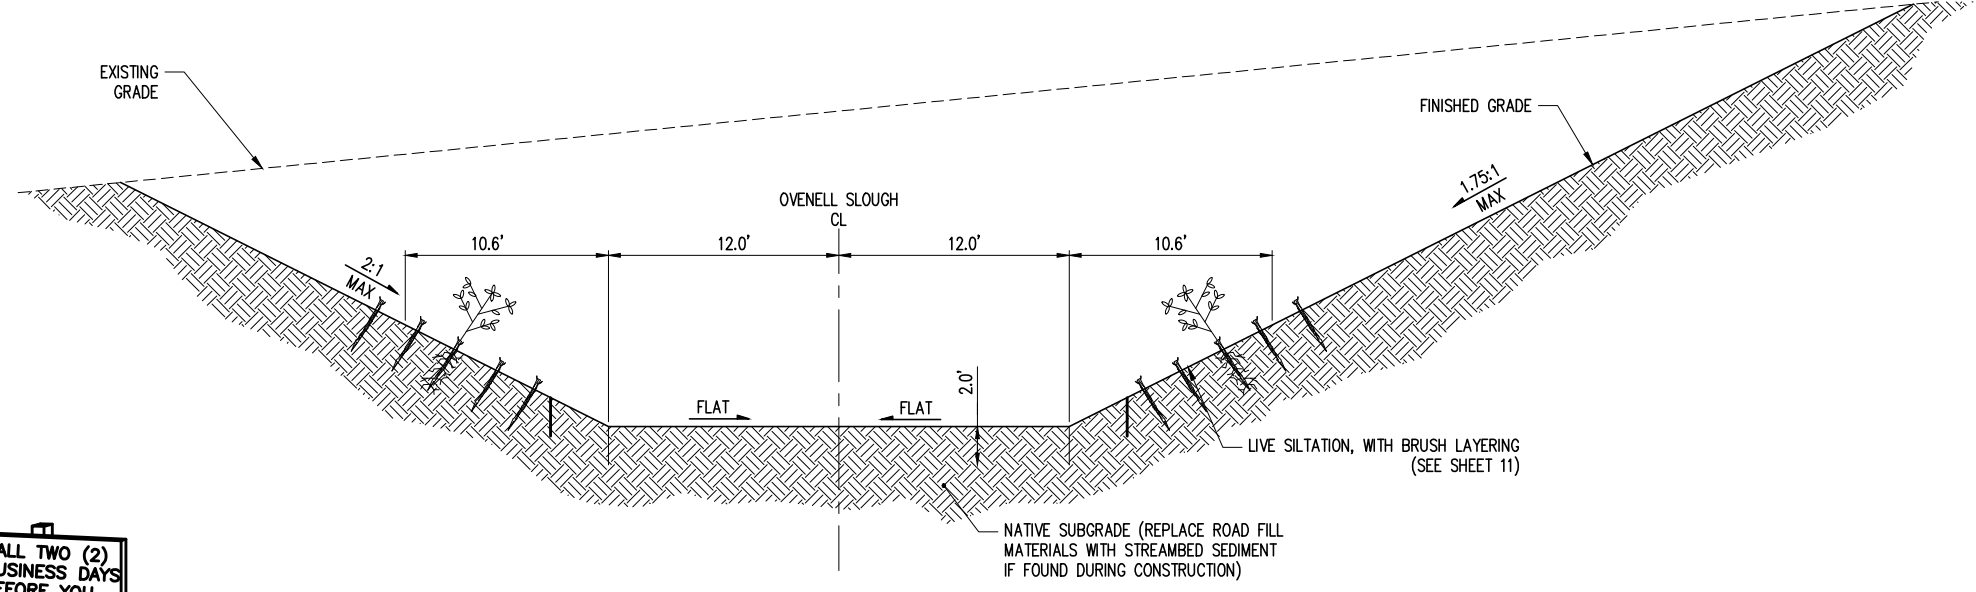 EXISTING
GRADE
FINISHED GRADE
1.75:1
MAX
OVENELL SLOUGH
CL
10.6'
12.0'
12.0'
10.6'
2:1
MAX
2.0'
FLAT
FLAT
LIVE SILTATION, WITH BRUSH LAYERING
(SEE SHEET 11)
NATIVE SUBGRADE (REPLACE ROAD FILL
MATERIALS WITH STREAMBED SEDIMENT
IF FOUND DURING CONSTRUCTION)
ALL TWO (2)
USINESS DAYS
EFORE YOU